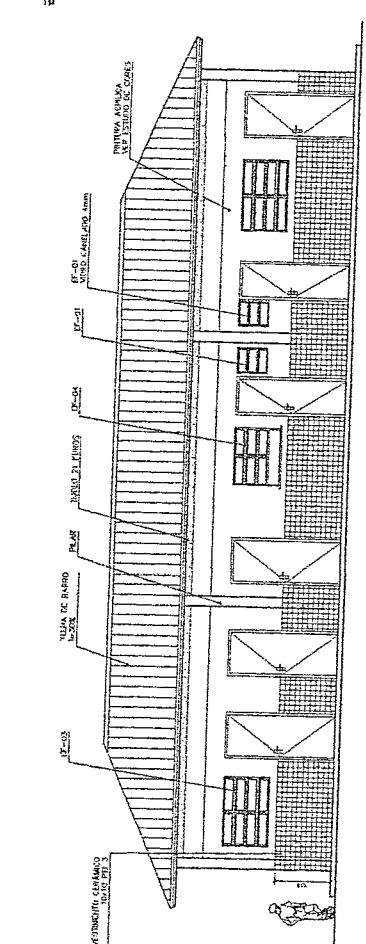 REVESTIMENTO CERÂMICO
10x10 PEI 3
EF-03
TELHA DE BARRO
i=30%
PILAR
TIJOLO 21 FUROS
EF-04
EF-01
EF-01
VIDRO CANELADO 4mm
PINTURA ACRÍLICA
VER ESTUDO DE CORES